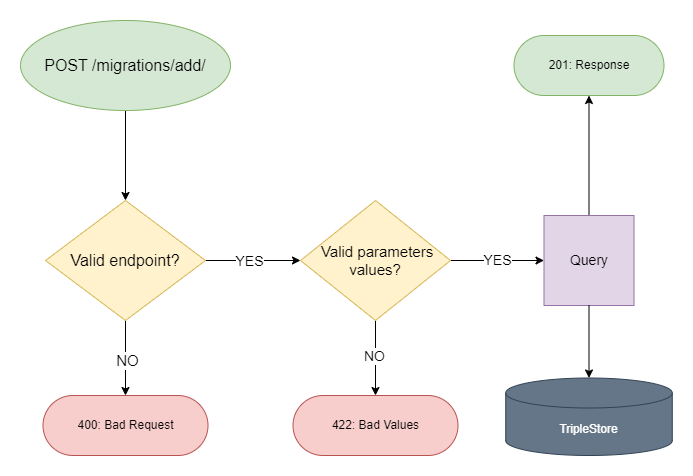 POST /migrations/add/
201: Response
Valid endpoint?
YES
Valid parameters
values?
YES
Query
NO
NO
400: Bad Request
422: Bad Values
TripleStore